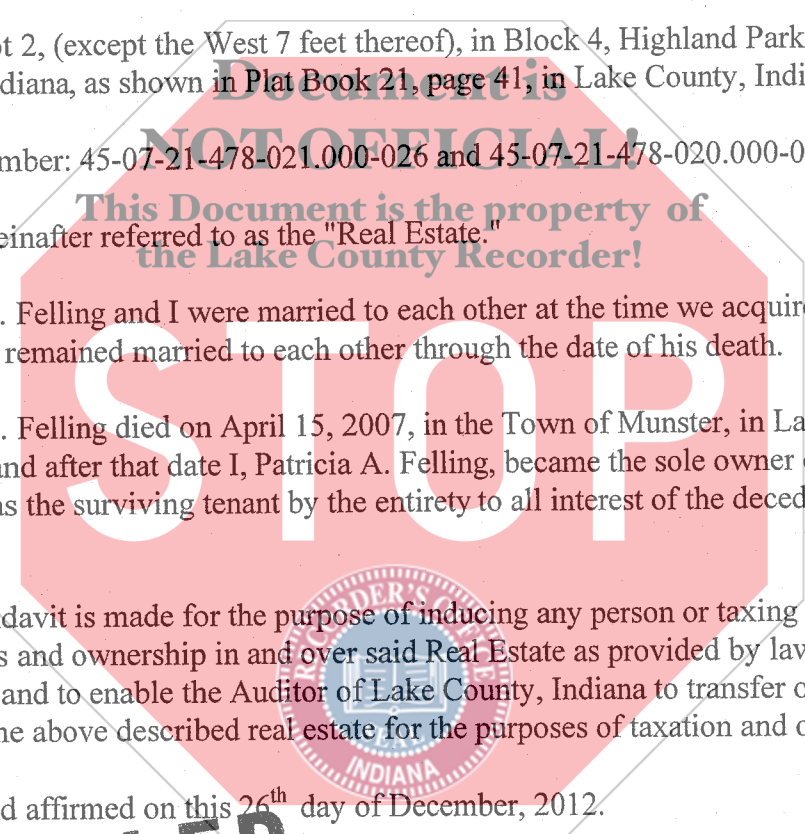 t 2, (except the West 7 feet thereof), in Block 4, Highland Park
diana, as shown in Plat Book 21, page 41, in Lake County, Indi
Document is
NOT OFFICIAL!
mber: 45-07-21-478-021.000-026 and 45-07-21-478-020.000-0
This Document is the property of
einafter referred to as the "Real Estate."
the Lake County Recorder!
. Felling and I were married to each other at the time we acquir
remained married to each other through the date of his death.
STOP
. Felling died on April 15, 2007, in the Town of Munster, in La
and after that date I, Patricia A. Felling, became the sole owner
as the surviving tenant by the entirety to all interest of the deced
davit is made for the purpose of inducing any person or taxing
s and ownership in and over said Real Estate as provided by law
and to enable the Auditor of Lake County, Indiana to transfer o
ne above described real estate for the purposes of taxation and o
RECORDER'S OFFICE
SEAL
INDIANA
d affirmed on this 26th day of December, 2012.